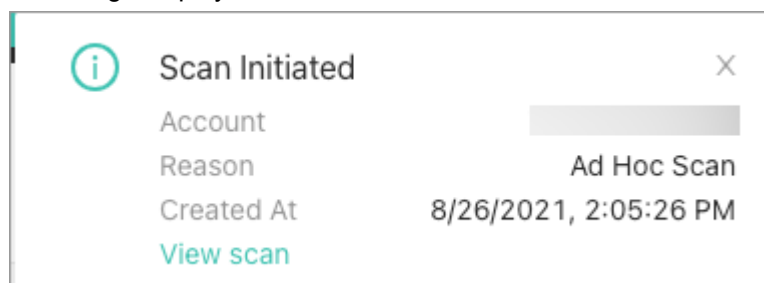 Scan Initiated X
Account
Reason Ad Hoc Scan
Created At 8/26/2021, 2:05:26 PM
View scan